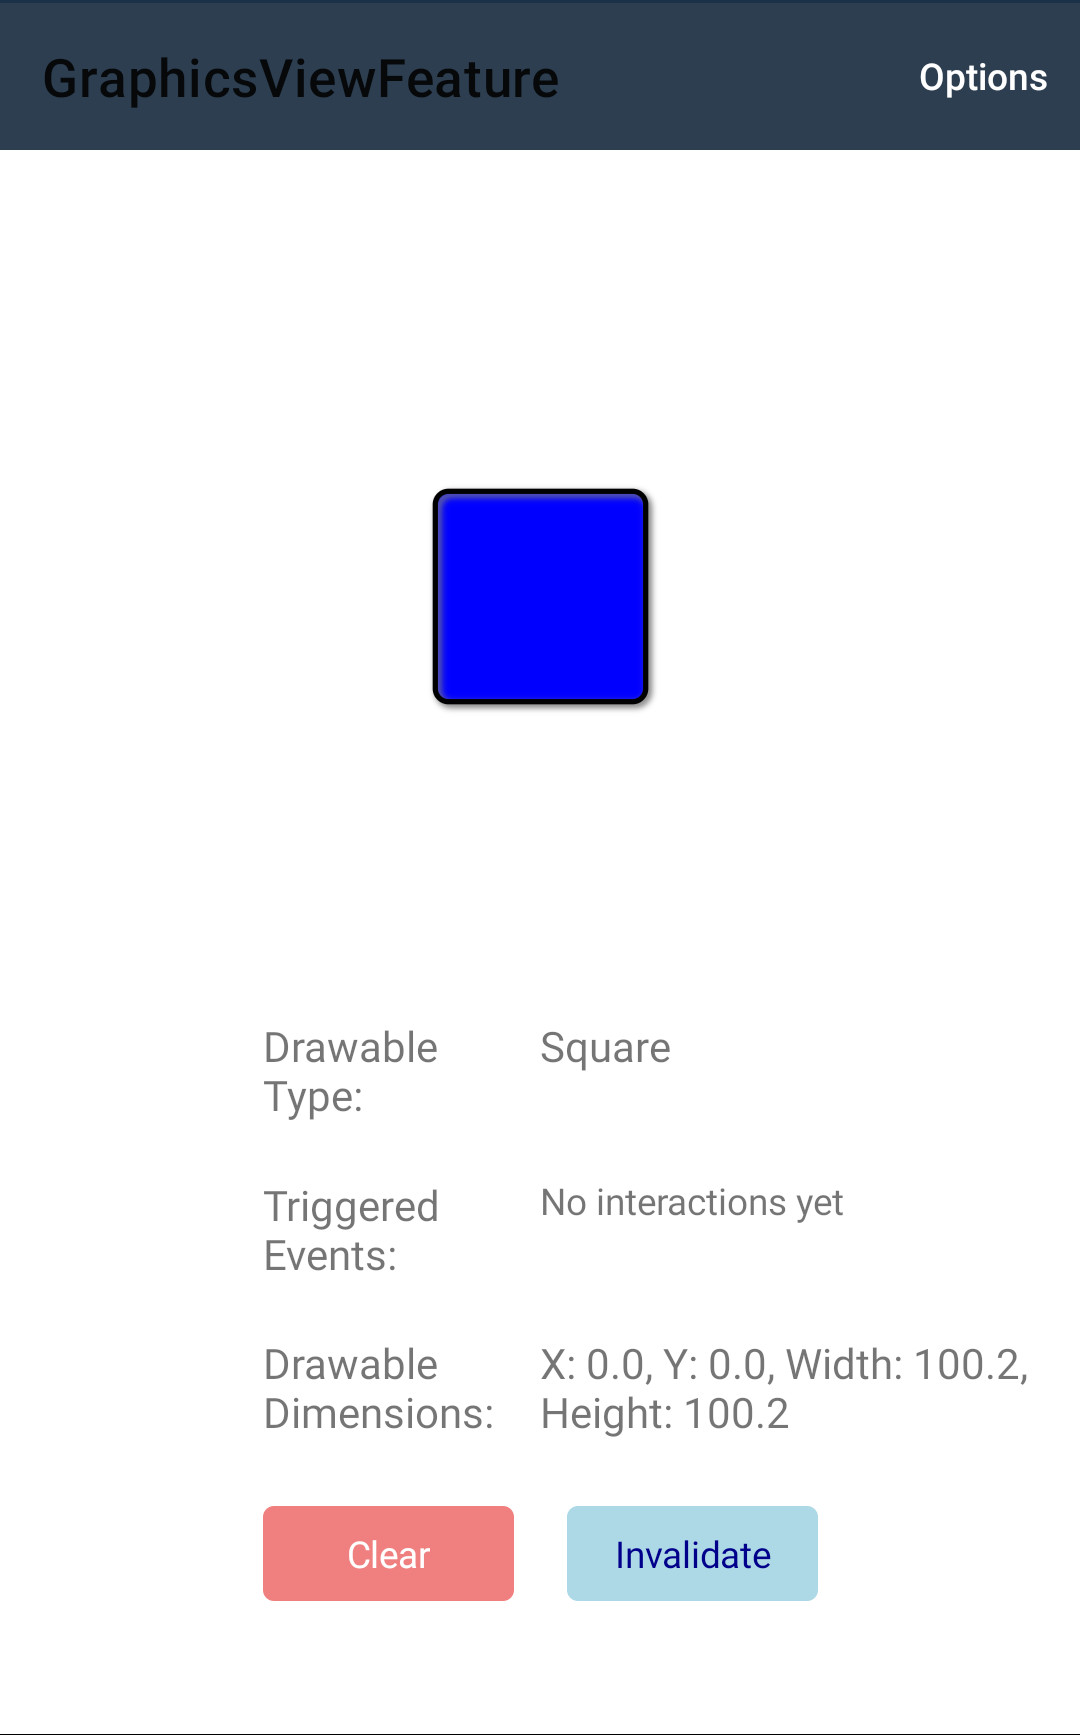 GraphicsViewFeature
Options
Drawable
Type:
Square
Triggered
Events:
No interactions yet
Drawable
Dimensions:
X: 0.0, Y: 0.0, Width: 100.2,
Height: 100.2
Clear
Invalidate